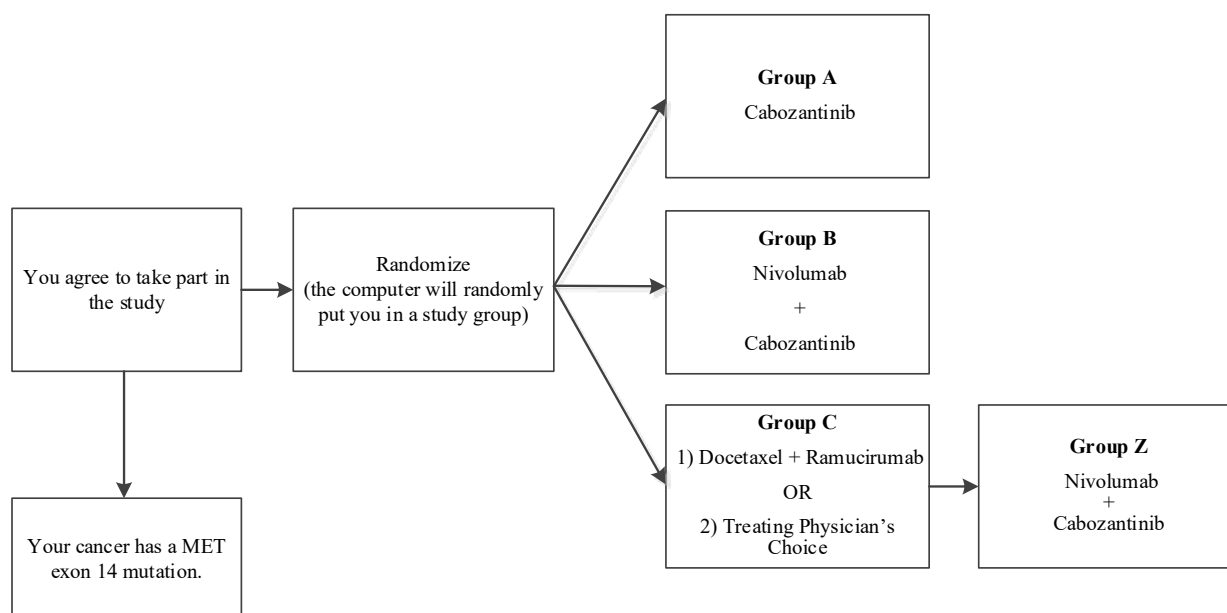 Group A
Cabozantinib
You agree to take part in
the study
Randomize
(the computer will randomly
put you in a study group)
Group B
Nivolumab
+
Cabozantinib
Group C
1) Docetaxel + Ramucirumab
OR
2) Treating Physician’s
Choice
Group Z
Nivolumab
+
Cabozantinib
Your cancer has a MET
exon 14 mutation.